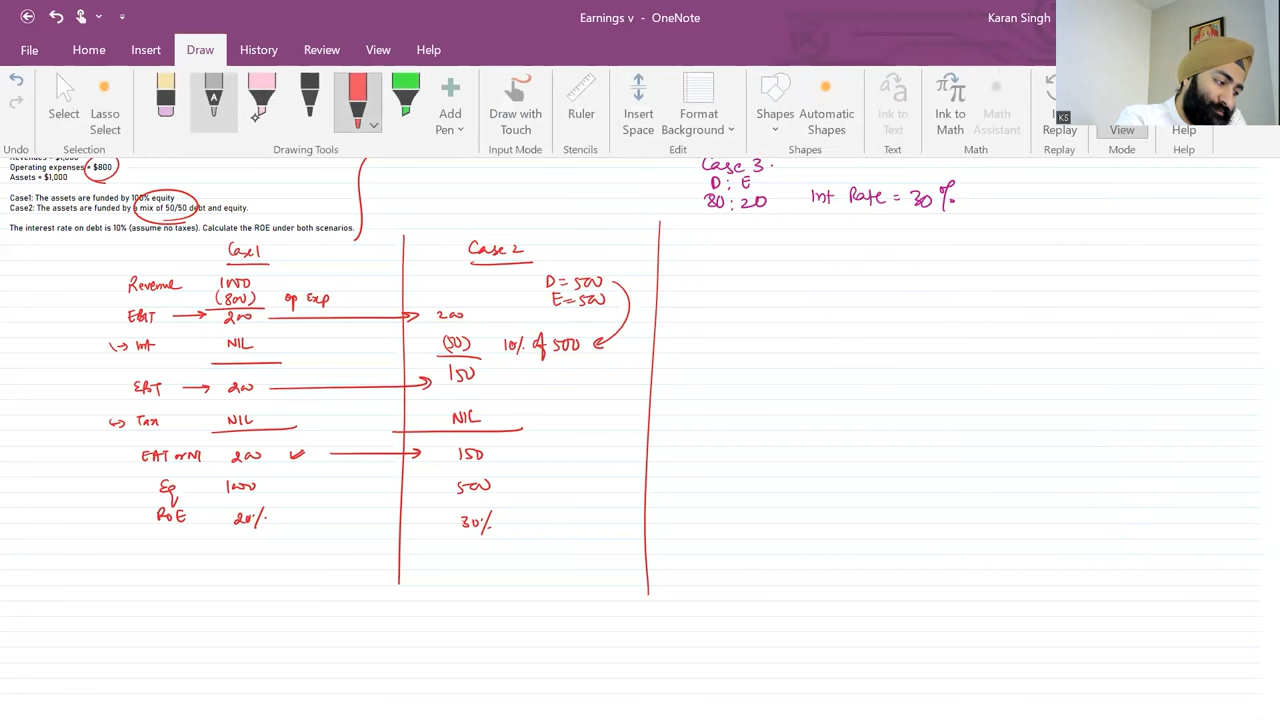 Earnings v - OneNote
Karan Singh
File Home Insert Draw History Review View Help
Undo
Select
Lasso Select
Add Pen
Draw with Touch
Ruler
Insert Space
Format Background
Shapes
Automatic Shapes
Ink to Text
Ink to Math
Math Assistant
Ink Replay
View
Help
Drawing Tools
Selection
Input Mode
Stencils
Edit
Shapes
Convert
Math
Replay
Mode
Help
KS
Revenues = $1,000
Operating expenses = $800
Assets = $1,000
Case1: The assets are funded by 100% equity
Case2: The assets are funded by a mix of 50/50 debt and equity.
The interest rate on debt is 10% (assume no taxes). Calculate the ROE under both scenarios.
Case 3.
D : E
80 : 20 Int Rate = 30%
Case 1 Case 2
Revenue 1000 D = 500
(800) op Exp E = 500
EBIT 200 200
(-) Int NIL (50) 10% of 500
150
EBT 200
(-) Tax NIL NIL
EAT or NI 200 150
Eq 1000 500
ROE 20% 30%